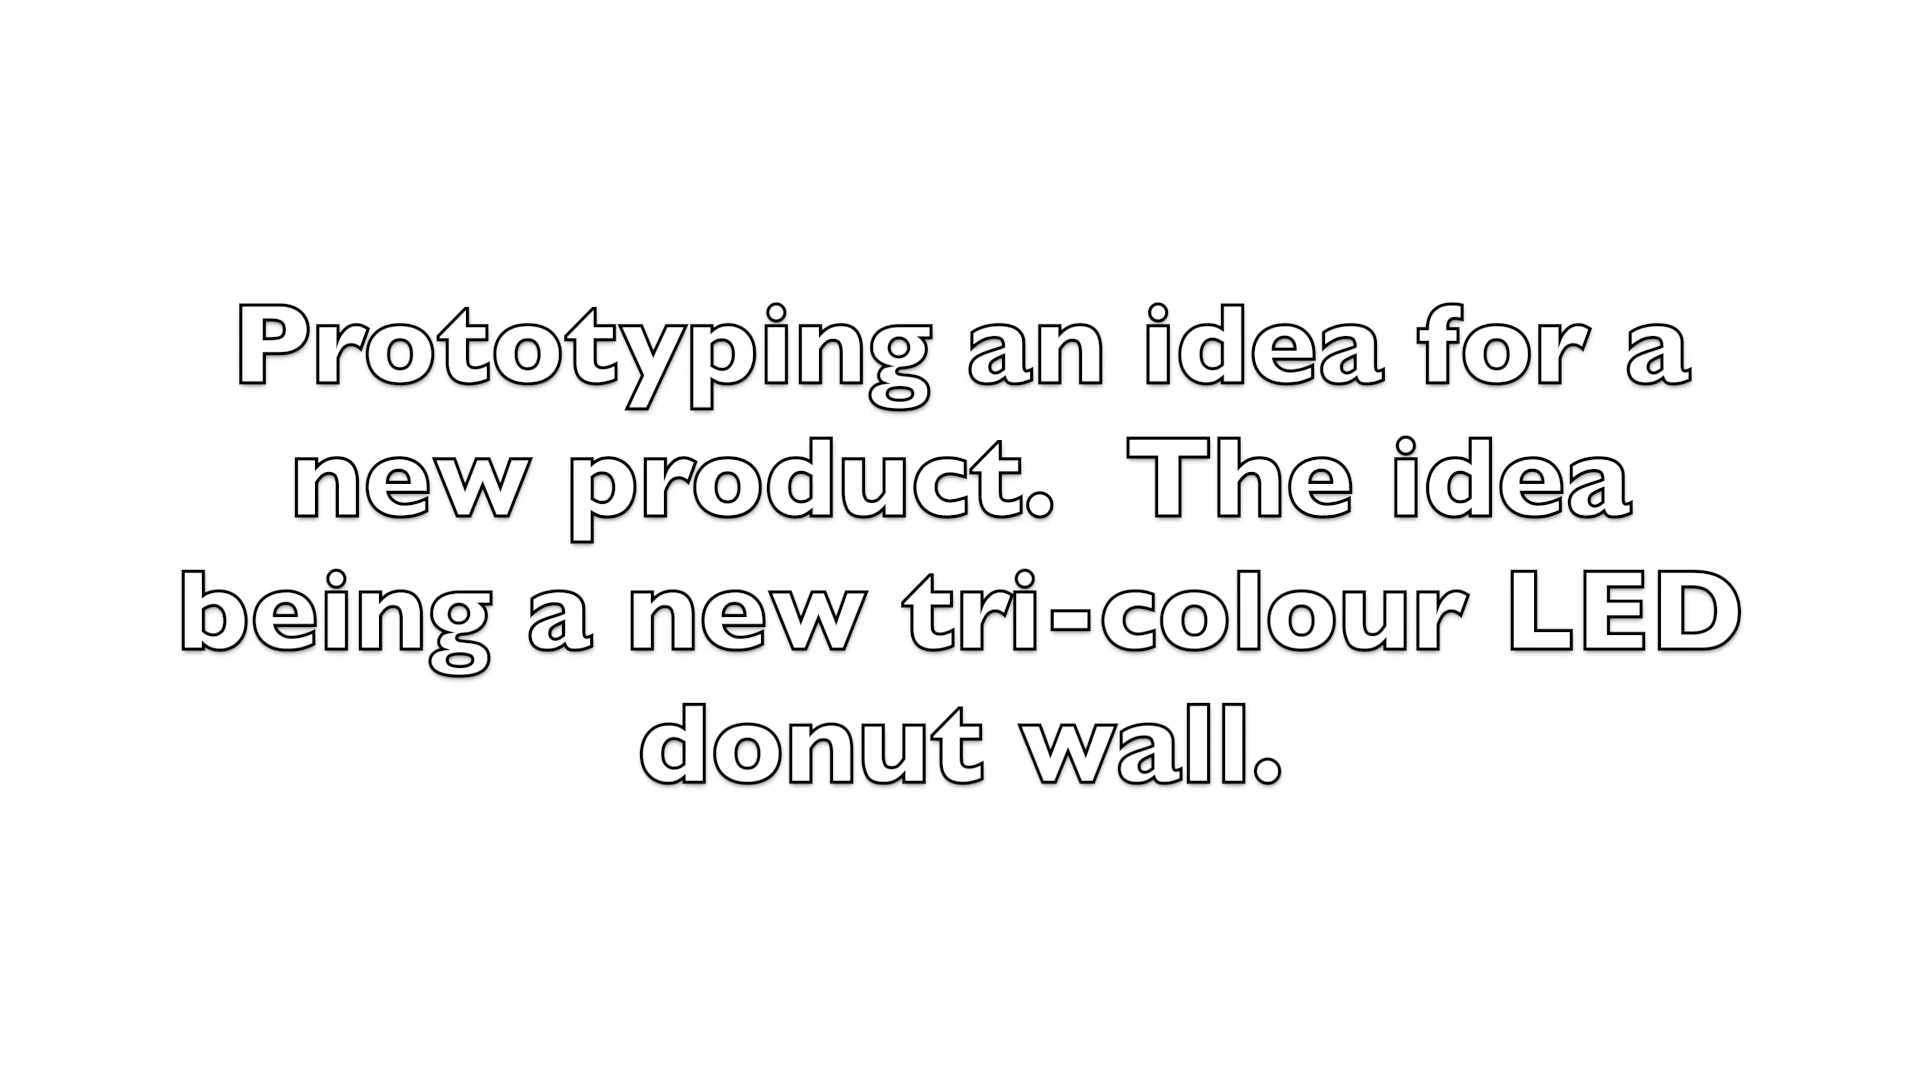 Prototyping an idea for a
new product.  The idea
being a new tri-colour LED
donut wall.